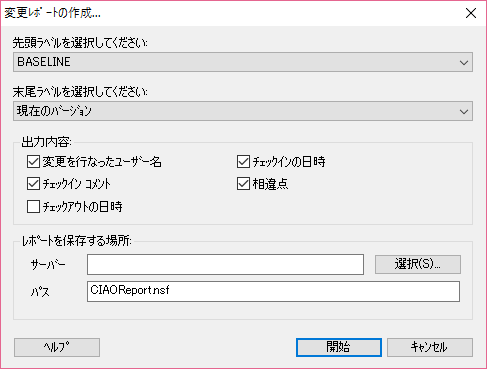 変更ﾚﾎﾟｰﾄの作成...
先頭ラベルを選択してください:
BASELINE
末尾ラベルを選択してください:
現在のバージョン
出力内容:
変更を行なったユーザー名
チェックインの日時
チェックイン コメント
相違点
チェックアウトの日時
レポートを保存する場所:
サーバー
選択(S)...
パス
CIAOReport.nsf
ﾍﾙﾌﾟ
開始
キャンセル